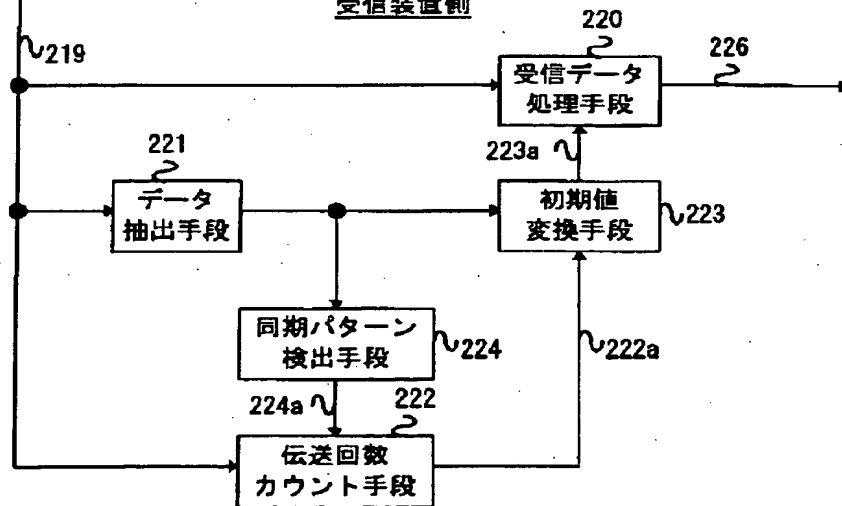 受信装置側
219
220
226
受信データ
処理手段
223a
221
データ
抽出手段
初期値
変換手段
223
同期パターン
検出手段
224
222a
224a
222
伝送回数
カウント手段